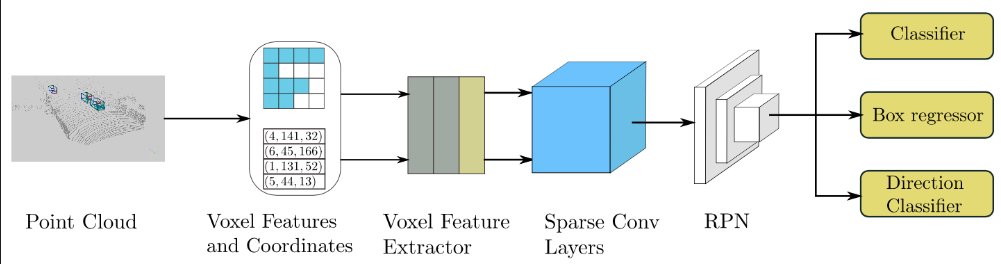 Classifier
(4, 141, 32)
(6, 45, 166)
(1, 131, 52)
(5, 44, 13)
Box regressor
Direction
Classifier
Point Cloud
Voxel Features
and Coordinates
Voxel Feature
Extractor
Sparse Conv
Layers
RPN